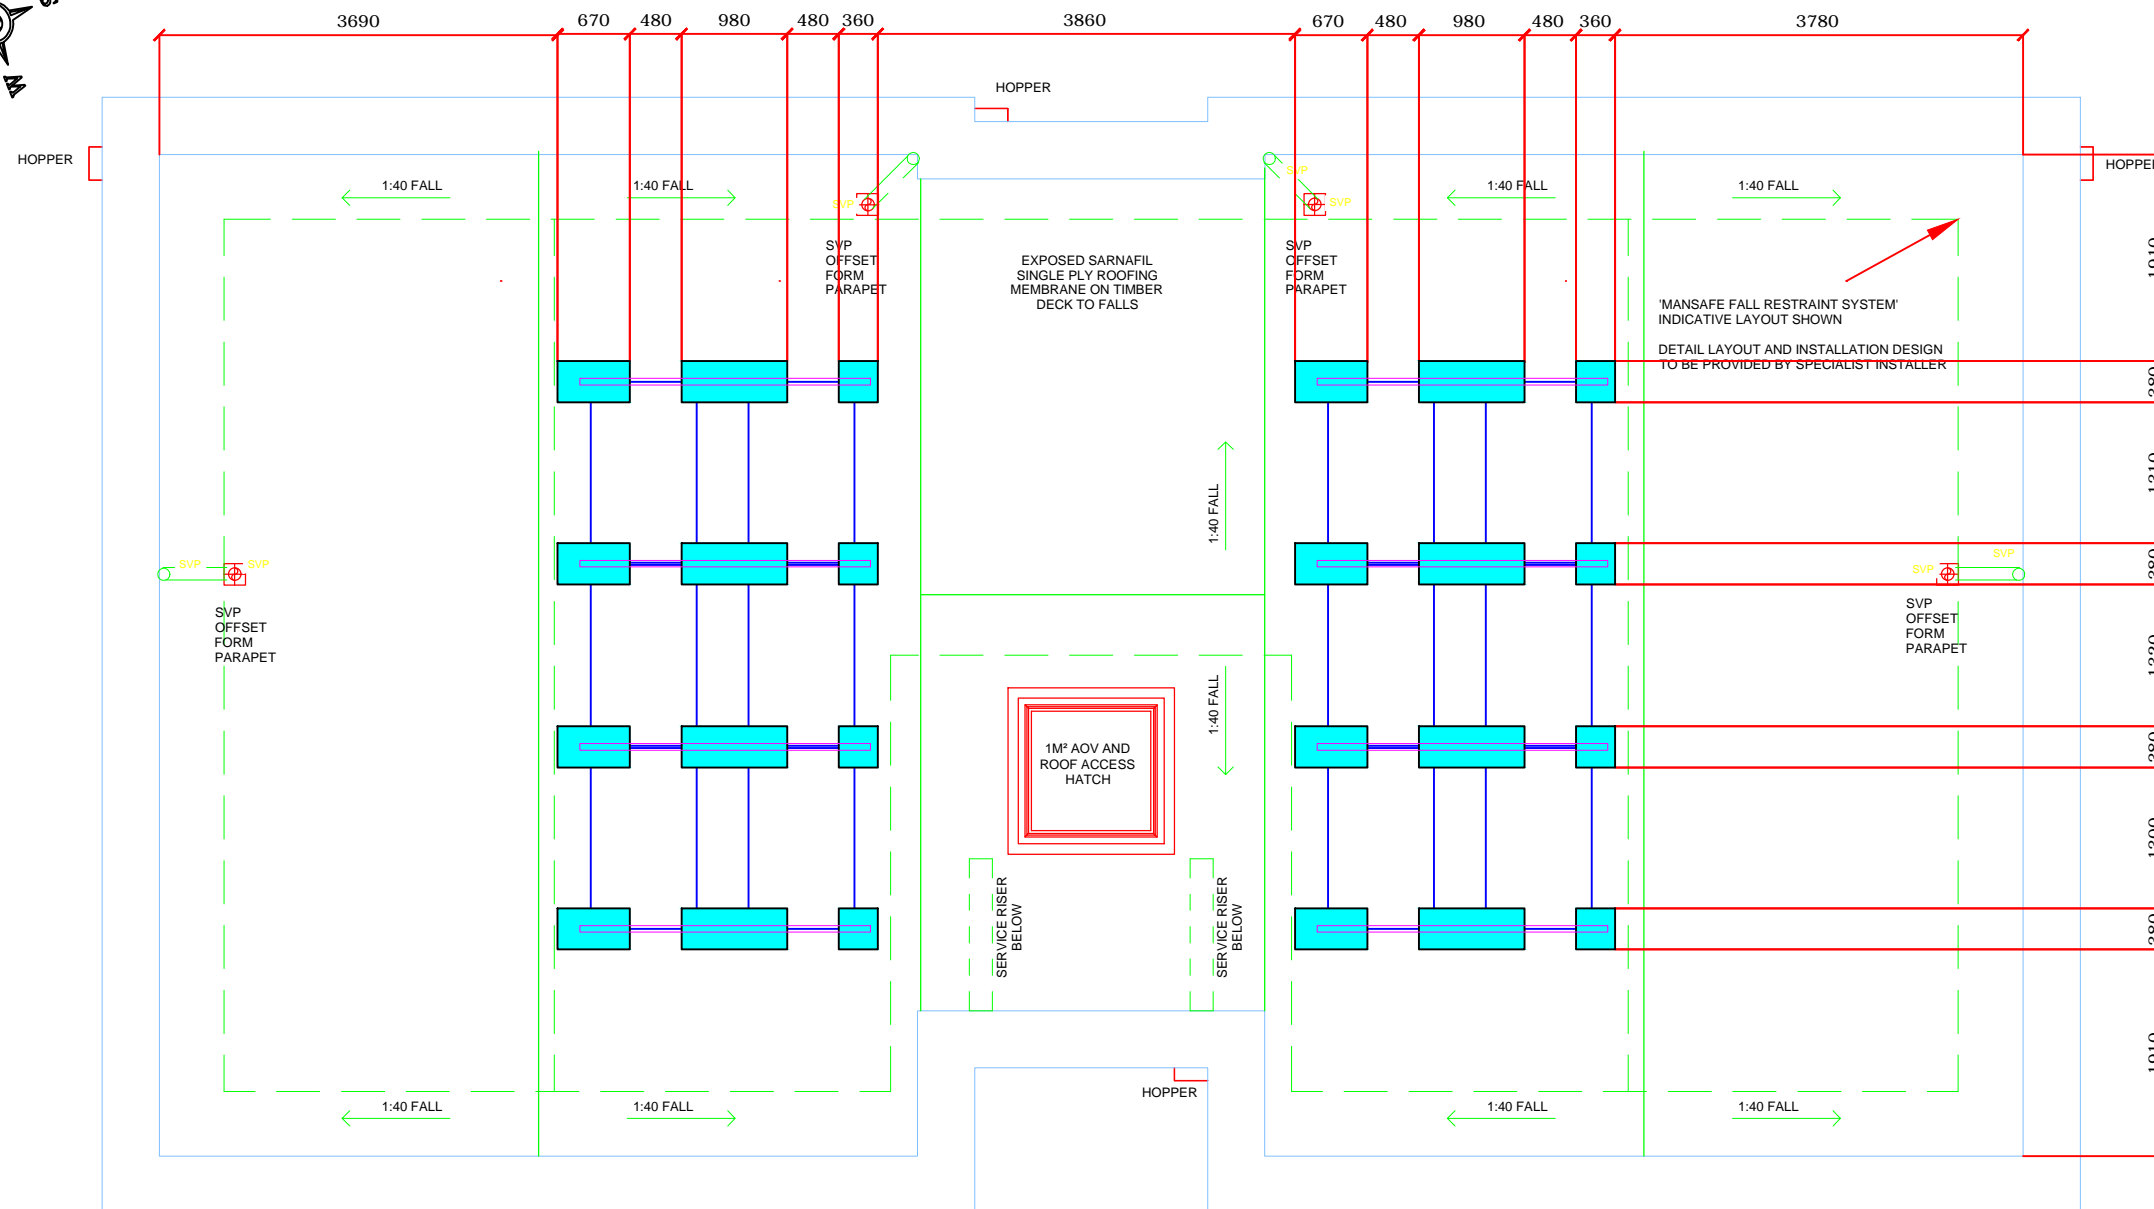 3690
670
480
980
480
360
3860
670
480
980
480
360
3780
HOPPER
HOPPER
HOPPER
1:40 FALL
1:40 FALL
1:40 FALL
1:40 FALL
SVP
SVP
SVP
SVP
OFFSET
FORM
PARAPET
EXPOSED SARNAFIL
SINGLE PLY ROOFING
MEMBRANE ON TIMBER
DECK TO FALLS
SVP
OFFSET
FORM
PARAPET
'MANSAFE FALL RESTRAINT SYSTEM'
INDICATIVE LAYOUT SHOWN
DETAIL LAYOUT AND INSTALLATION DESIGN
TO BE PROVIDED BY SPECIALIST INSTALLER
1:40 FALL
SVP
SVP
SVP
OFFSET
FORM
PARAPET
SVP
SVP
SVP
OFFSET
FORM
PARAPET
1:40 FALL
1M² AOV AND
ROOF ACCESS
HATCH
SERVICE RISER
BELOW
SERVICE RISER
BELOW
HOPPER
1:40 FALL
1:40 FALL
1:40 FALL
1:40 FALL